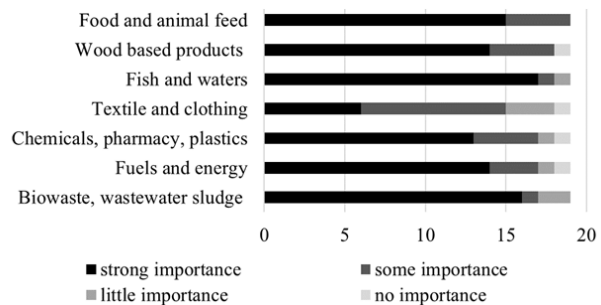 Food and animal feed
Wood based products
Fish and waters
Textile and clothing
Chemicals, pharmacy, plastics
Fuels and energy
Biowaste, wastewater sludge
0 5 10 15 20
strong importance some importance
little importance no importance